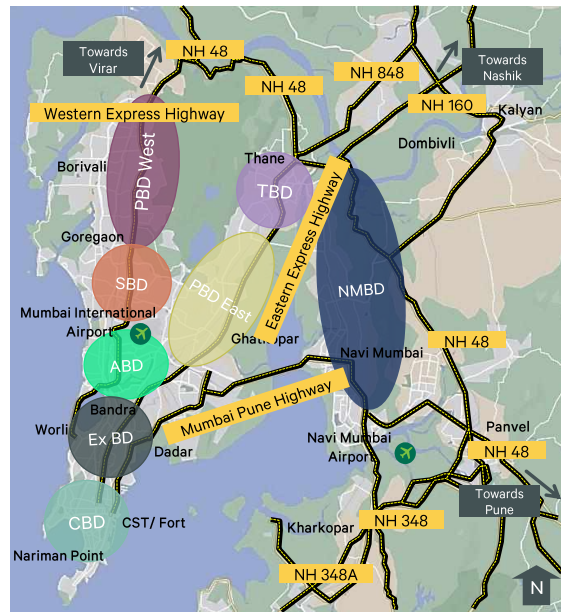 Towards
Virar
NH 48
NH 848
Towards
Nashik
NH 48
NH 160
Kalyan
Western Express Highway
Dombivli
Thane
Borivali
PBD West
TBD
Eastern Express Highway
Goregaon
SBD
PBD East
NMBD
Mumbai International
Airport
Ghatkopar
NH 48
ABD
Navi Mumbai
Mumbai Pune Highway
Bandra
Worli
Ex BD
Dadar
Navi Mumbai
Airport
Panvel
NH 48
Towards
Pune
CBD
CST/ Fort
Kharkopar
NH 348
Nariman Point
NH 348A
N